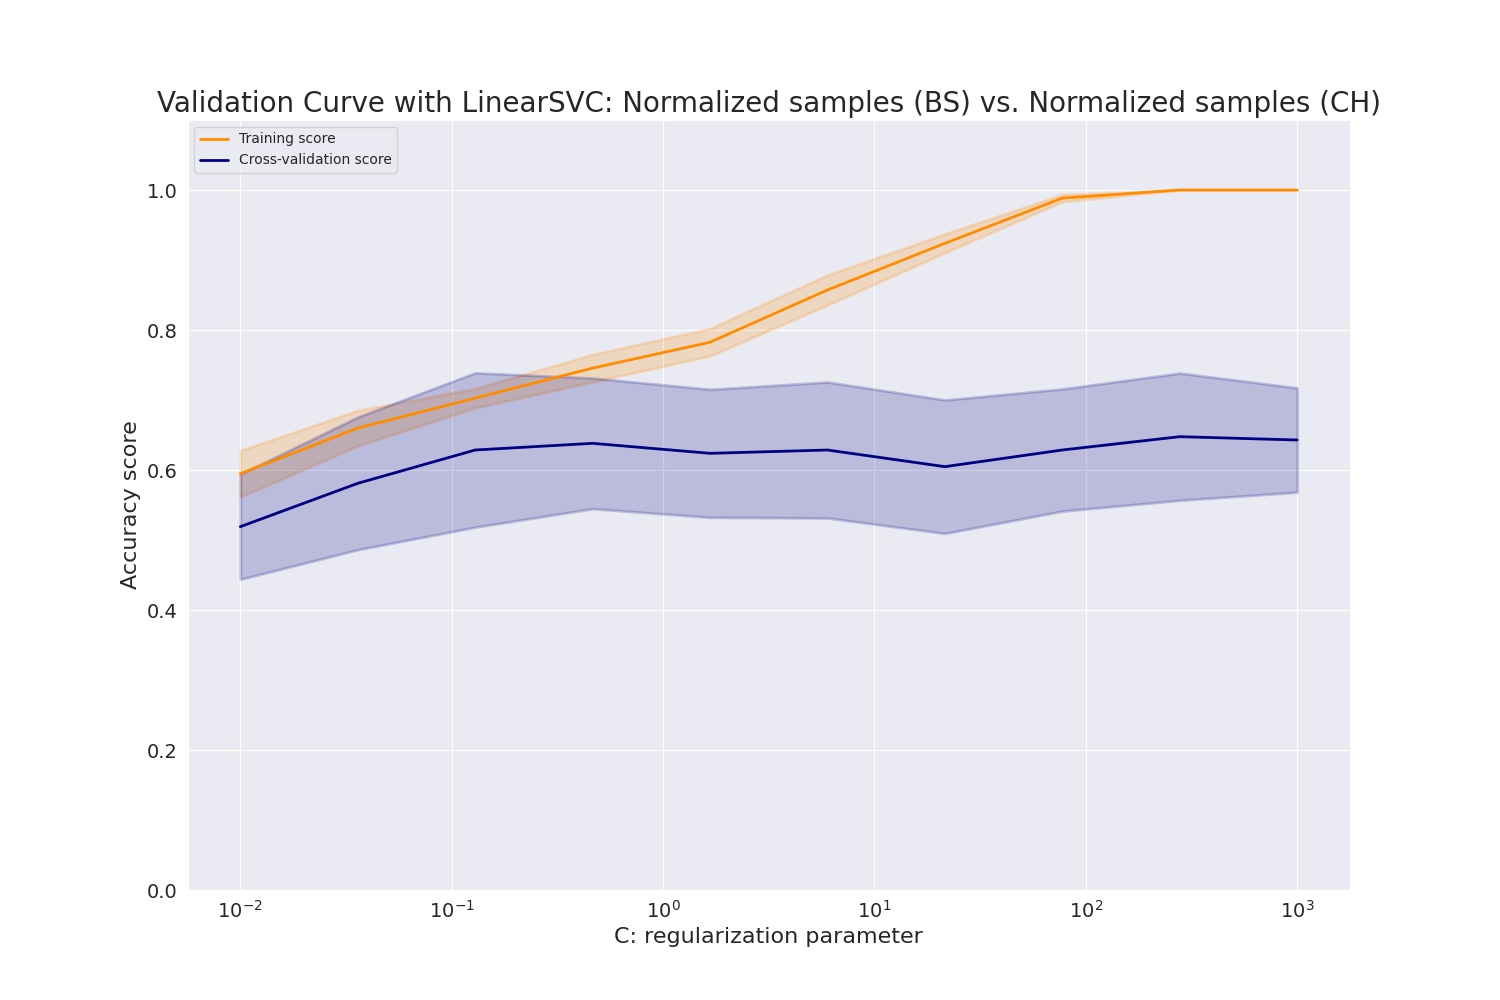 Validation Curve with LinearSVC: Normalized samples (BS) vs. Normalized samples (CH)
Training score
Cross-validation score
1.0
0.8
0.6
0.4
0.2
0.0
Accuracy score
10⁻² 10⁻¹ 10⁰ 10¹ 10² 10³
C: regularization parameter